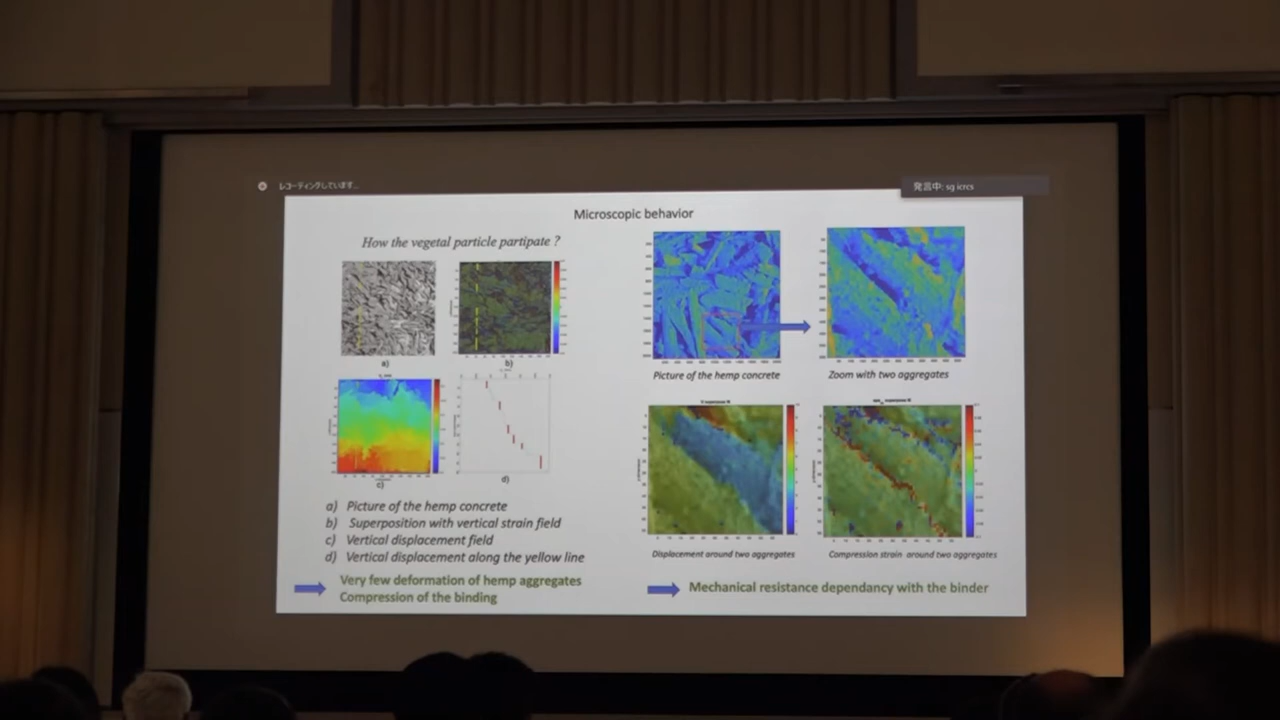 レコーディングしています...
発言中: sg icrcs
Microscopic behavior
How the vegetal particle partipate ?
a)
b)
c)
d)
a) Picture of the hemp concrete
b) Superposition with vertical strain field
c) Vertical displacement field
d) Vertical displacement along the yellow line
Very few deformation of hemp aggregates
Compression of the binding
Picture of the hemp concrete
Zoom with two aggregates
Displacement around two aggregates
Compression strain around two aggregates
Mechanical resistance dependancy with the binder